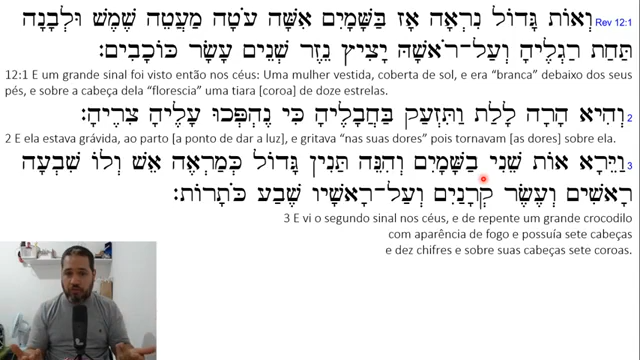 Rev 12:1 וְאוֹת גָּדוֹל נִרְאָה אָז בַּשָּׁמָיִם אִשָּׁה עֹטָה מַעֲטֵה שֶׁמֶשׁ וּלְבָנָה
תַּחַת רַגְלֶיהָ וְעַל־רֹאשָׁהּ יָצִיץ נֵזֶר שְׁנֵים עָשָׂר כּוֹכָבִים׃
12:1 E um grande sinal foi visto então nos céus: Uma mulher vestida, coberta de sol, e era “branca” debaixo dos seus
pés, e sobre a cabeça dela “florescia” uma tiara [coroa] de doze estrelas.
2 וְהִיא הָרָה לָלַת וַתִּזְעַק בַּחֲבָלֶיהָ כִּי נֶהְפְּכוּ עָלֶיהָ צִרֶיהָ׃
2 E ela estava grávida, ao parto [a ponto de dar a luz], e gritava “nas suas dores” pois tornavam [as dores] sobre ela.
3 וַיֵּרָא אוֹת שֵׁנִי בַשָּׁמָיִם וְהִנֵּה תַּנִּין גָּדוֹל כְּמַרְאֶה אֵשׁ וְלוֹ שִׁבְעָה
רָאשִׁים וְעֶשֶׂר קְרָנַיִם וְעַל־רָאשָׁיו שֶׁבַע כֹּתָרוֹת׃
3 E vi o segundo sinal nos céus, e de repente um grande crocodilo
com aparência de fogo e possuía sete cabeças
e dez chifres e sobre suas cabeças sete coroas.